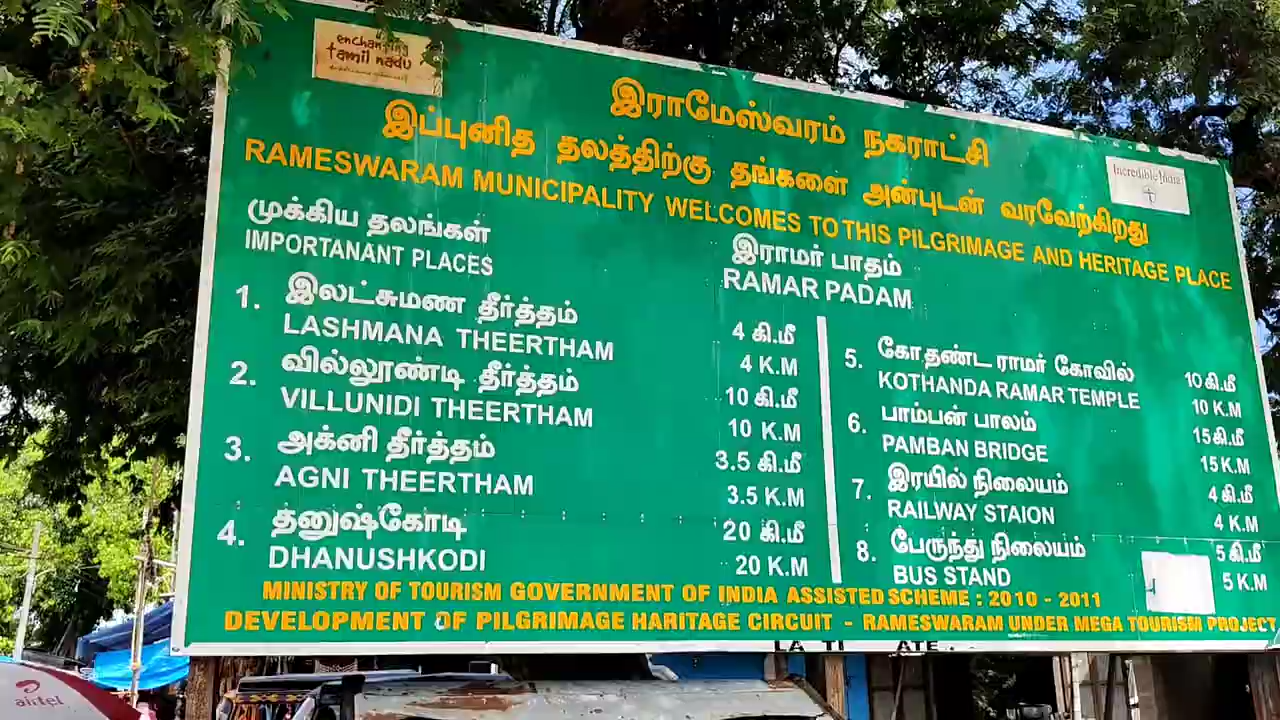 enchanting
tamil nadu
இராமேஸ்வரம் நகராட்சி
Incredible India
இப்புனித தலத்திற்கு தங்களை அன்புடன் வரவேற்கிறது
RAMESWARAM MUNICIPALITY WELCOMES TO THIS PILGRIMAGE AND HERITAGE PLACE
முக்கிய தலங்கள்
IMPORTANANT PLACES
இராமர் பாதம்
RAMAR PADAM
1. இலட்சுமண தீர்த்தம் 4 கி.மீ
LASHMANA THEERTHAM 4 K.M
2. வில்லூண்டி தீர்த்தம் 10 கி.மீ
VILLUNIDI THEERTHAM 10 K.M
3. அக்னி தீர்த்தம் 3.5 கி.மீ
AGNI THEERTHAM 3.5 K.M
4. த்னுஷ்கோடி 20 கி.மீ
DHANUSHKODI 20 K.M
5. கோதண்ட ராமர் கோவில் 10 கி.மீ
KOTHANDA RAMAR TEMPLE 10 K.M
6. பாம்பன் பாலம் 15 கி.மீ
PAMBAN BRIDGE 15 K.M
7. இரயில் நிலையம் 4 கி.மீ
RAILWAY STAION 4 K.M
8. பேருந்து நிலையம் 5 கி.மீ
BUS STAND 5 K.M
MINISTRY OF TOURISM GOVERNMENT OF INDIA ASSISTED SCHEME : 2010 - 2011
DEVELOPMENT OF PILGRIMAGE HARITAGE CIRCUIT - RAMESWARAM UNDER MEGA TOURISM PROJECT
airtel